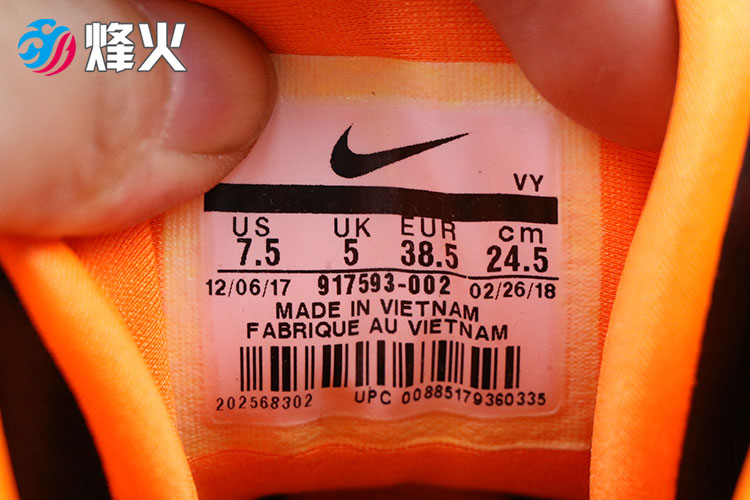 烽火
VY
US UK EUR cm
7.5 5 38.5 24.5
12/06/17 917593-002 02/26/18
MADE IN VIETNAM
FABRIQUE AU VIETNAM
202568302 UPC 00885179360335